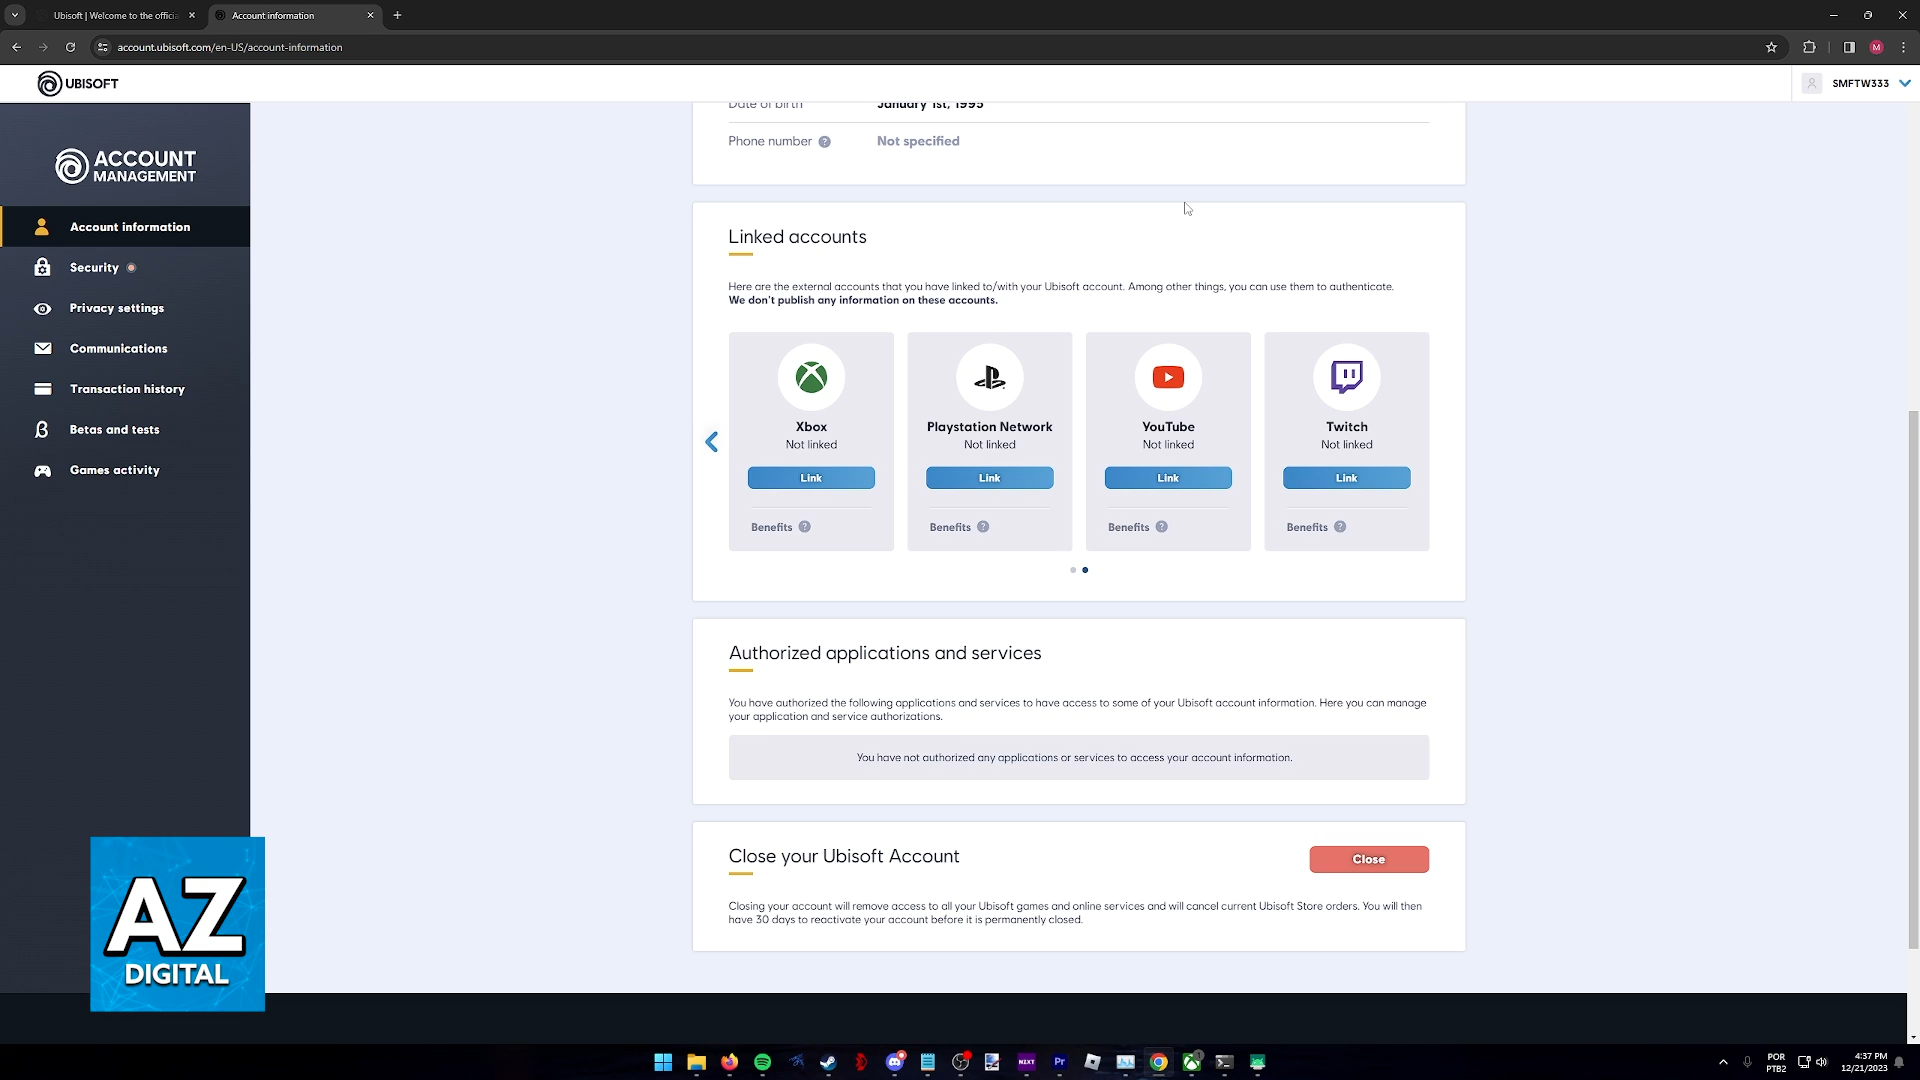 Ubisoft | Welcome to the officia
Account information
account.ubisoft.com/en-US/account-information
M
UBISOFT
SMFTW333
ACCOUNT
MANAGEMENT
Account information
Security
Privacy settings
Communications
Transaction history
Betas and tests
Games activity
Date of birth January 1st, 1995
Phone number ? Not specified
Linked accounts
Here are the external accounts that you have linked to/with your Ubisoft account. Among other things, you can use them to authenticate.
We don't publish any information on these accounts.
Xbox
Not linked
Link
Benefits ?
Playstation Network
Not linked
Link
Benefits ?
YouTube
Not linked
Link
Benefits ?
Twitch
Not linked
Link
Benefits ?
Authorized applications and services
You have authorized the following applications and services to have access to some of your Ubisoft account information. Here you can manage
your application and service authorizations.
You have not authorized any applications or services to access your account information.
Close your Ubisoft Account
Close
Closing your account will remove access to all your Ubisoft games and online services and will cancel current Ubisoft Store orders. You will then
have 30 days to reactivate your account before it is permanently closed.
AZ
DIGITAL
Pr
POR
PTB2
4:37 PM
12/21/2023